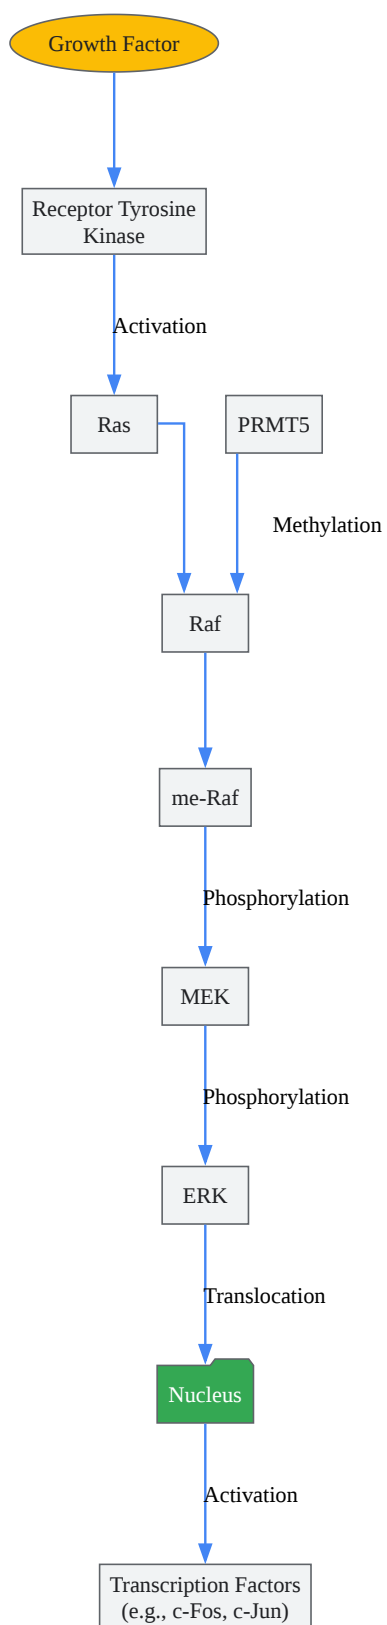 Growth Factor
Receptor Tyrosine
Kinase
Activation
Ras
PRMT5
Methylation
Raf
me-Raf
Phosphorylation
MEK
Phosphorylation
ERK
Translocation
Nucleus
Activation
Transcription Factors
(e.g., c-Fos, c-Jun)